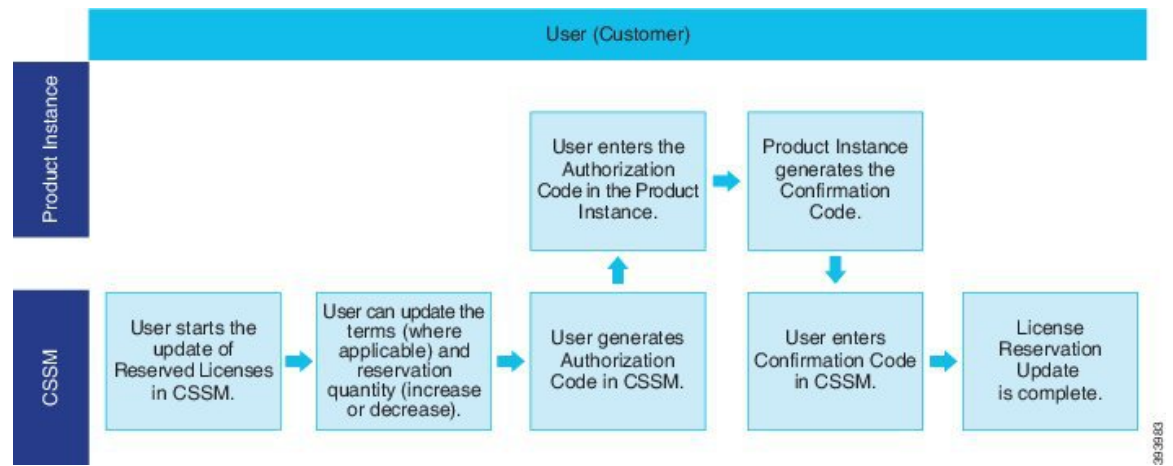 User (Customer)
Product Instance
User enters the
Authorization
Code in the Product
Instance.
Product Instance
generates the
Confirmation
Code.
CSSM
User starts the
update of
Reserved Licenses
in CSSM.
User can update the
terms (where
applicable) and
reservation
quantity (increase
or decrease).
User generates
Authorization
Code in CSSM.
User enters
Confirmation Code
in CSSM.
License
Reservation
Update
is complete.
393983